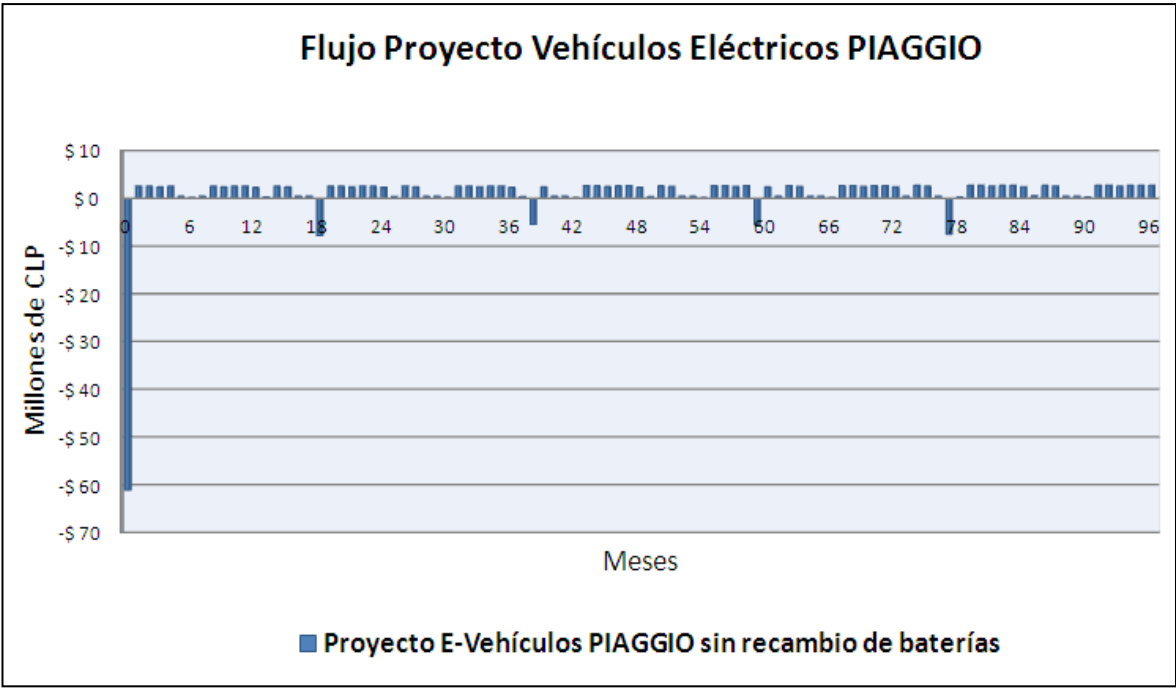 Flujo Proyecto Vehículos Eléctricos PIAGGIO
$ 10
$ 0
0 6 12 18 24 30 36 42 48 54 60 66 72 78 84 90 96
-$ 10
-$ 20
-$ 30
-$ 40
-$ 50
-$ 60
-$ 70
Millones de CLP
Meses
Proyecto E-Vehículos PIAGGIO sin recambio de baterías